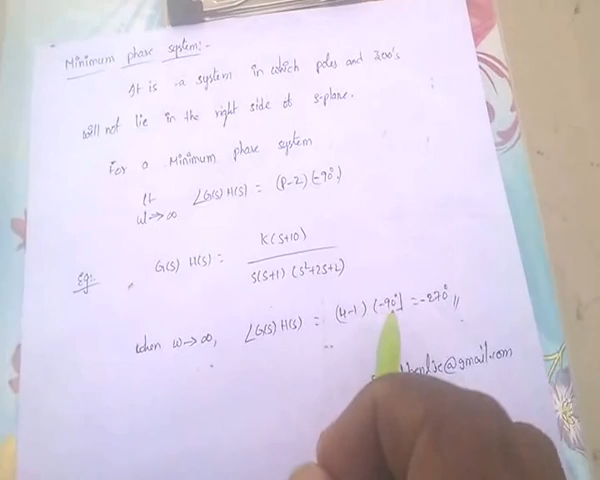 Minimum phase system:-
It is a system in which poles and zeros
will not lie in the right side of s-plane.
For a Minimum phase system
Lt ω→∞ ∠G(s)H(s) = (P-Z)(-90°)
Eg:. G(s) H(s) = K(s+10) / s(s+1)(s²+2s+2)
when ω→∞, ∠G(s)H(s) = (4-1)(-90°] = -270° //
@gmail.com